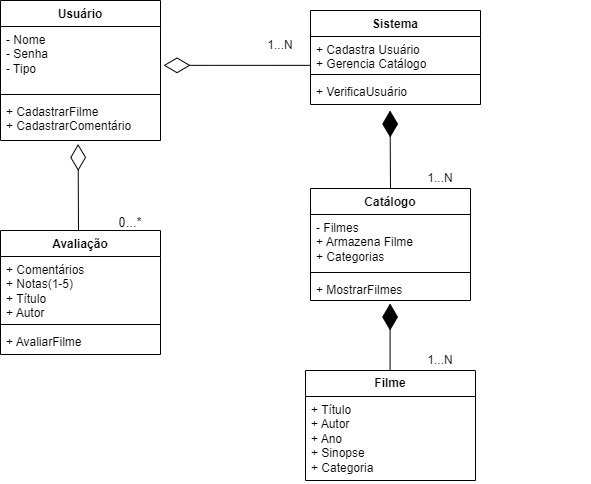 Usuário
- Nome
- Senha
- Tipo
+ CadastrarFilme
+ CadastrarComentário
1...N
Sistema
+ Cadastra Usuário
+ Gerencia Catálogo
+ VerificaUsuário
0...*
Avaliação
+ Comentários
+ Notas(1-5)
+ Título
+ Autor
+ AvaliarFilme
1...N
Catálogo
- Filmes
+ Armazena Filme
+ Categorias
+ MostrarFilmes
1...N
Filme
+ Título
+ Autor
+ Ano
+ Sinopse
+ Categoria